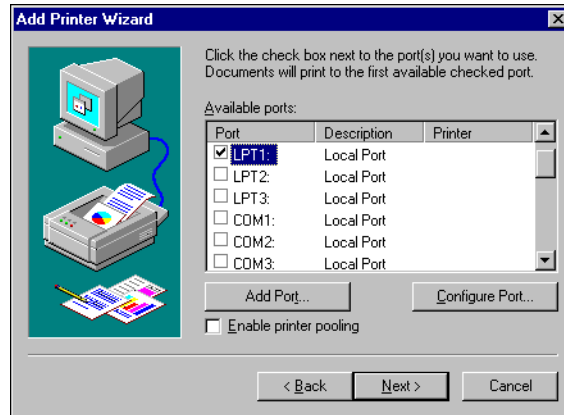 Add Printer Wizard
Click the check box next to the port(s) you want to use.
Documents will print to the first available checked port.
Available ports:
Port Description Printer
LPT1: Local Port
LPT2: Local Port
LPT3: Local Port
COM1: Local Port
COM2: Local Port
COM3: Local Port
Add Port... Configure Port...
Enable printer pooling
< Back Next > Cancel